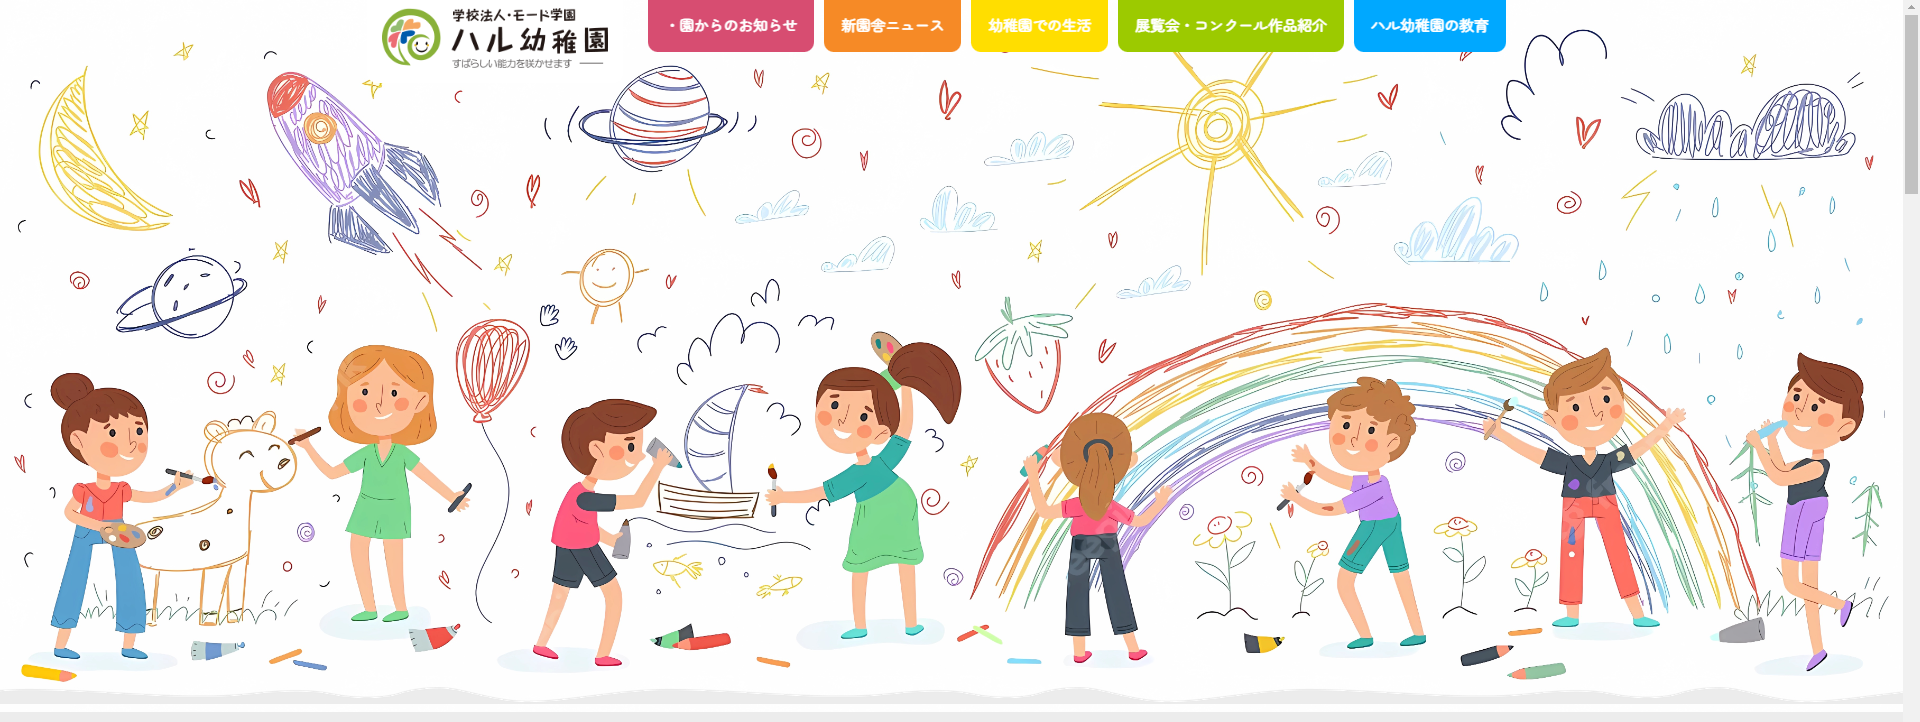 学校法人・モード学園
ハル幼稚園
すばらしい能力を咲かせます
・園からのお知らせ
新園舎ニュース
幼稚園での生活
展覧会・コンクール作品紹介
ハル幼稚園の教育